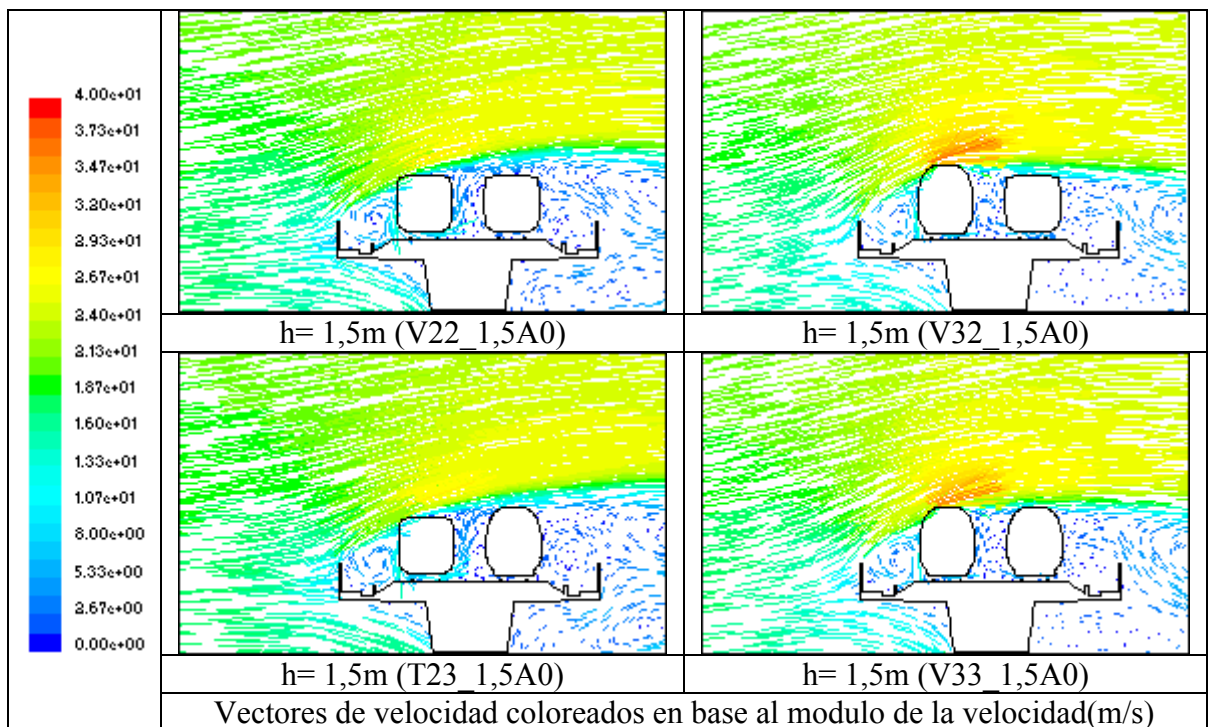 4.00e+01
3.73e+01
3.47e+01
3.20e+01
2.93e+01
2.67e+01
2.40e+01
2.13e+01
1.87e+01
1.60e+01
1.33e+01
1.07e+01
8.00e+00
5.33e+00
2.67e+00
0.00e+00
h= 1,5m (V22_1,5A0)
h= 1,5m (V32_1,5A0)
h= 1,5m (T23_1,5A0)
h= 1,5m (V33_1,5A0)
Vectores de velocidad coloreados en base al modulo de la velocidad(m/s)